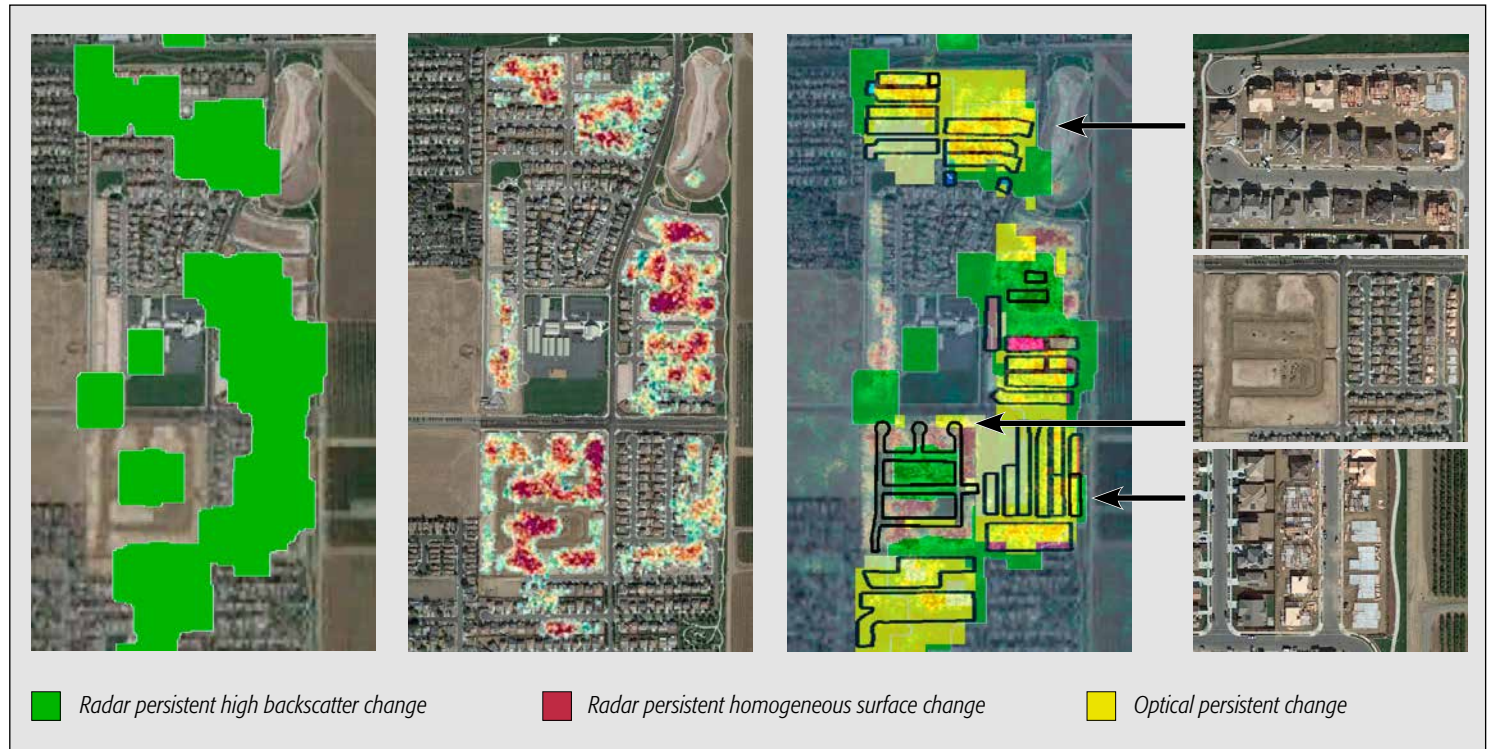 Radar persistent high backscatter change
Radar persistent homogeneous surface change
Optical persistent change